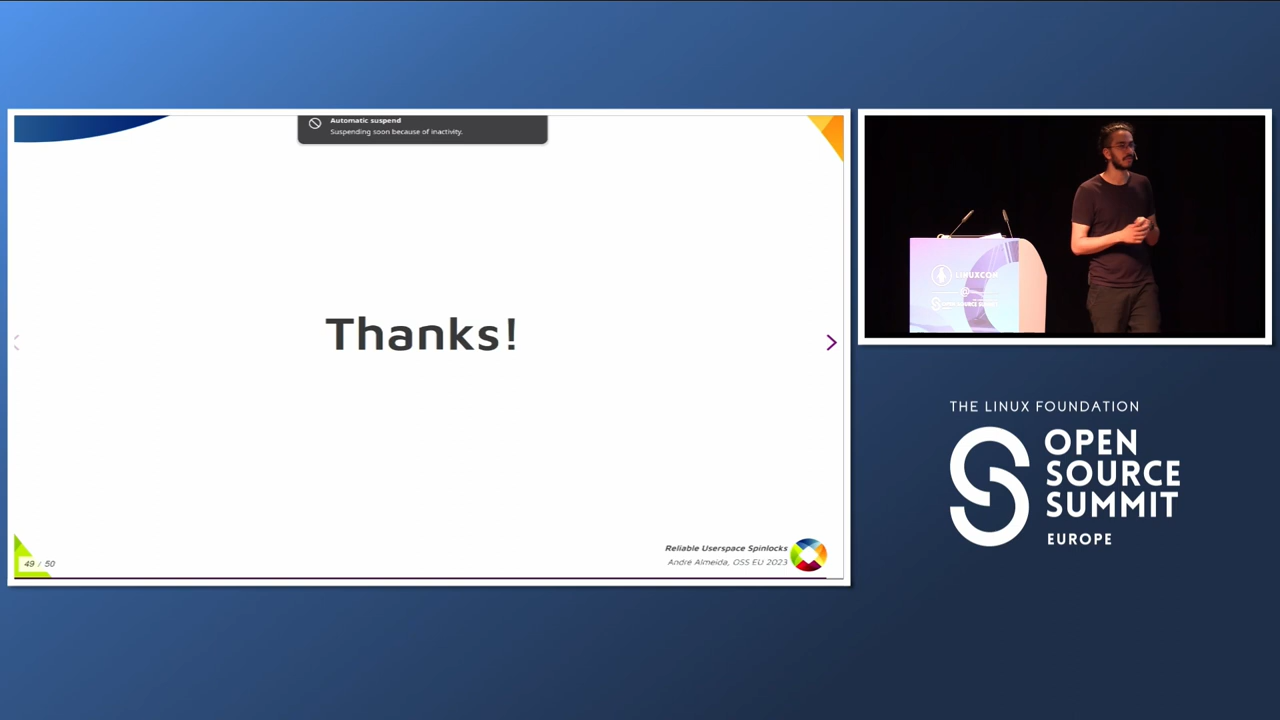 Automatic suspend
Suspending soon because of inactivity.
Thanks!
Reliable Userspace Spinlocks
André Almeida, OSS EU 2023
49 / 50
LINUXCON
THE LINUX FOUNDATION
OPEN
SOURCE
SUMMIT
EUROPE